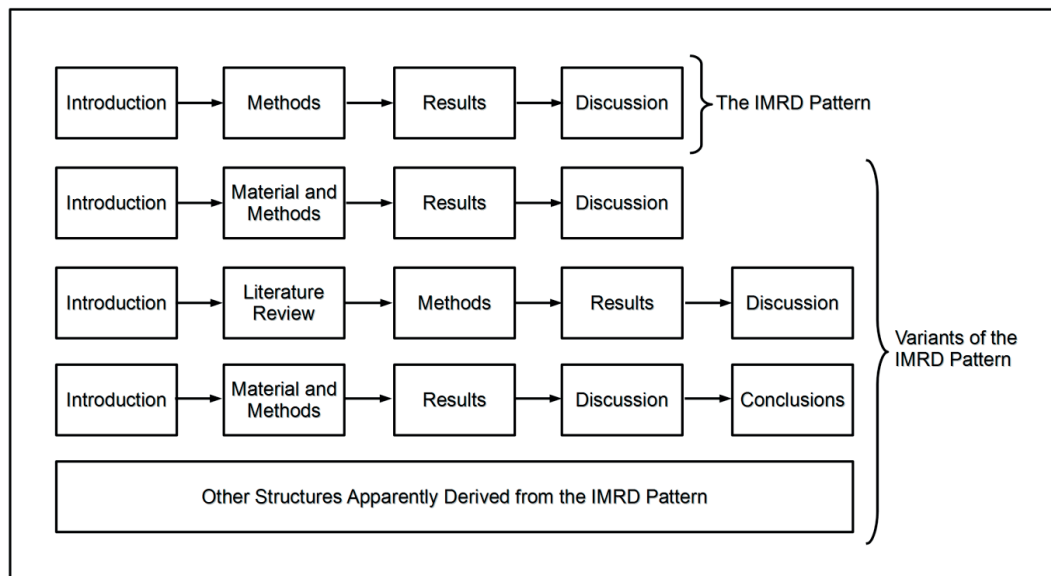 Introduction
Methods
Results
Discussion
The IMRD Pattern
Introduction
Material and
Methods
Results
Discussion
Introduction
Literature
Review
Methods
Results
Discussion
Variants of the
IMRD Pattern
Introduction
Material and
Methods
Results
Discussion
Conclusions
Other Structures Apparently Derived from the IMRD Pattern